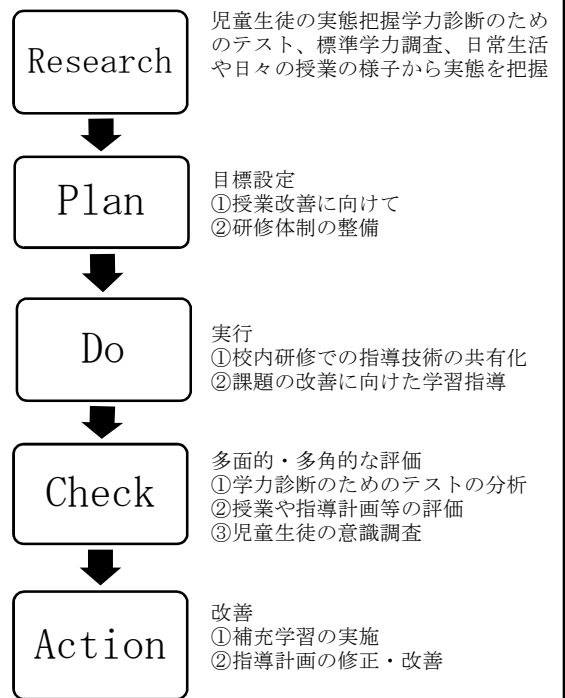 Research
児童生徒の実態把握学力診断のため
のテスト、標準学力調査、日常生活
や日々の授業の様子から実態を把握
Plan
目標設定
①授業改善に向けて
②研修体制の整備
Do
実行
①校内研修での指導技術の共有化
②課題の改善に向けた学習指導
Check
多面的・多角的な評価
①学力診断のためのテストの分析
②授業や指導計画等の評価
③児童生徒の意識調査
Action
改善
①補充学習の実施
②指導計画の修正・改善